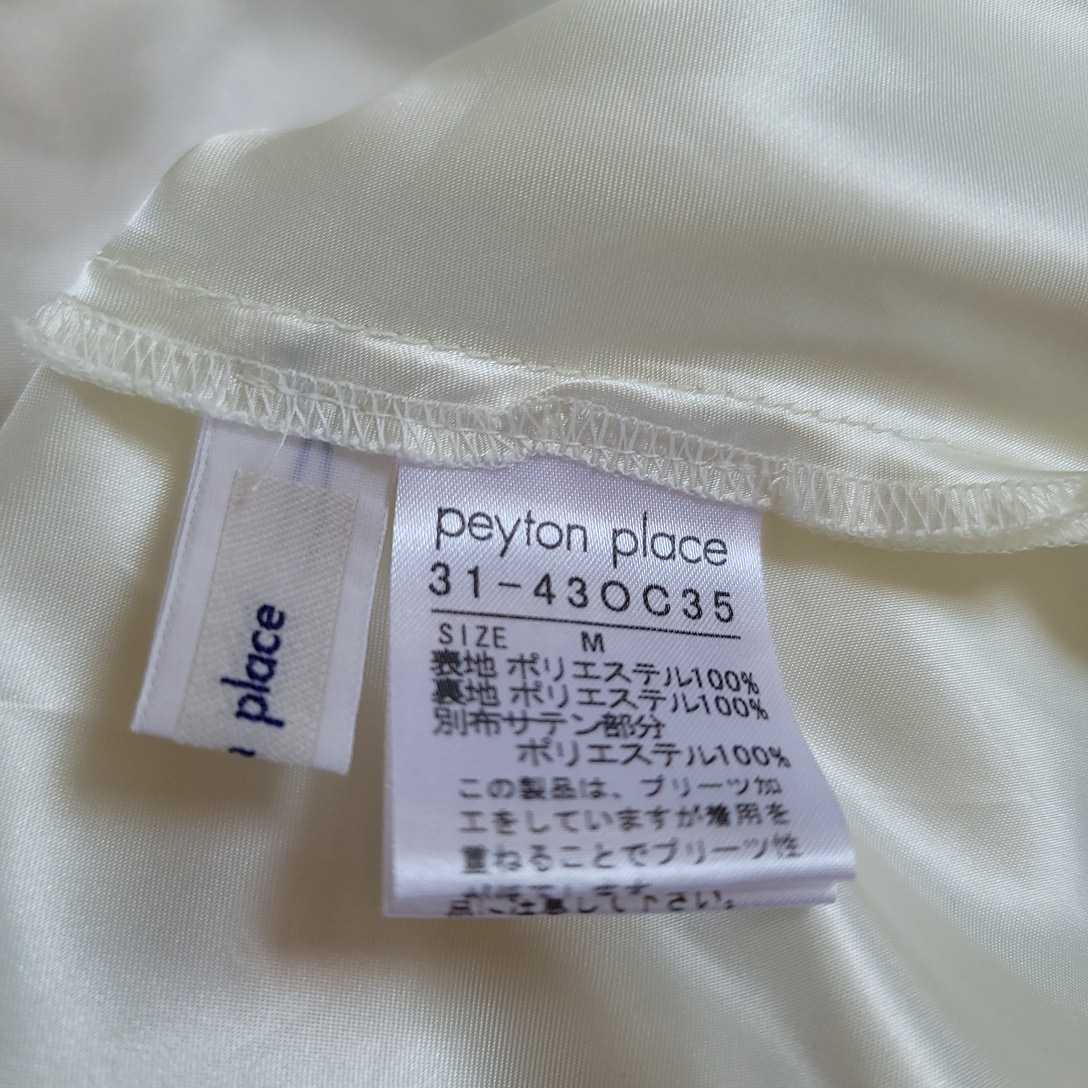 peyton place
31-430C35
SIZE M
表地 ポリエステル100%
裏地 ポリエステル100%
別布サテン部分
ポリエステル100%
この製品は、プリーツ加
工をしていますが着用を
重ねることでプリーツ性
place